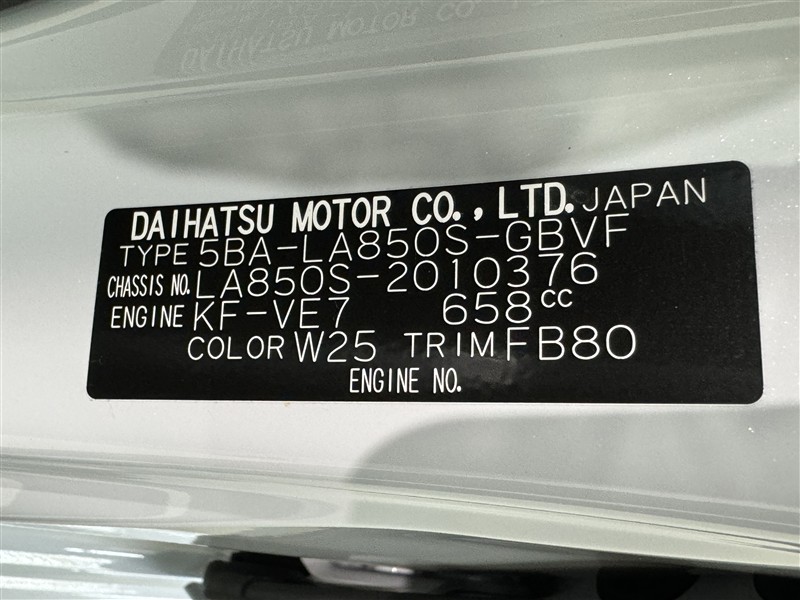 DAIHATSU MOTOR CO., LTD. JAPAN
TYPE 5BA-LA850S-GBVF
CHASSIS NO. LA850S-2010376
ENGINE KF-VE7 658CC
COLOR W25 TRIM FB80
ENGINE NO.